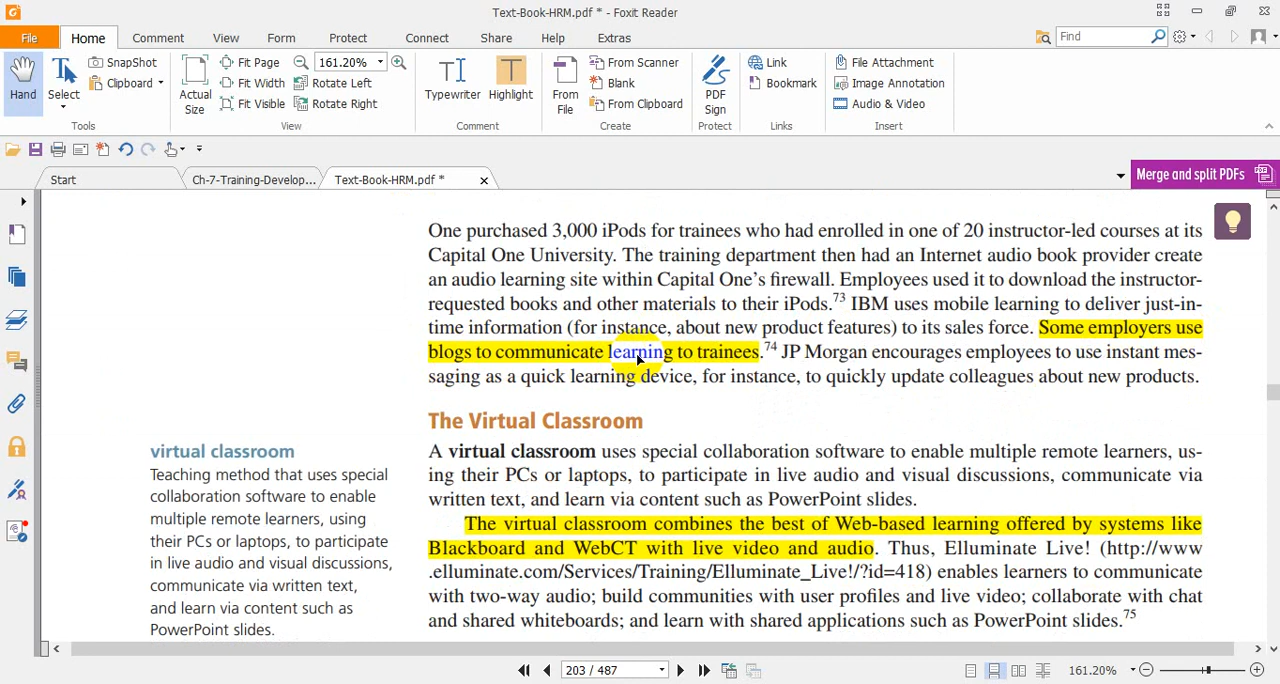 Text-Book-HRM.pdf * - Foxit Reader
File
Home
Comment
View
Form
Protect
Connect
Share
Help
Extras
Find
Hand
Select
SnapShot
Clipboard
Tools
Actual Size
Fit Page
Fit Width
Fit Visible
161.20%
Rotate Left
Rotate Right
View
Typewriter
Highlight
Comment
From File
From Scanner
Blank
From Clipboard
Create
PDF Sign
Protect
Link
Bookmark
Links
File Attachment
Image Annotation
Audio & Video
Insert
Start
Ch-7-Training-Develop...
Text-Book-HRM.pdf *
Merge and split PDFs
One purchased 3,000 iPods for trainees who had enrolled in one of 20 instructor-led courses at its
Capital One University. The training department then had an Internet audio book provider create
an audio learning site within Capital One's firewall. Employees used it to download the instructor-
requested books and other materials to their iPods.73 IBM uses mobile learning to deliver just-in-
time information (for instance, about new product features) to its sales force. Some employers use
blogs to communicate learning to trainees.74 JP Morgan encourages employees to use instant mes-
saging as a quick learning device, for instance, to quickly update colleagues about new products.
The Virtual Classroom
A virtual classroom uses special collaboration software to enable multiple remote learners, us-
ing their PCs or laptops, to participate in live audio and visual discussions, communicate via
written text, and learn via content such as PowerPoint slides.
The virtual classroom combines the best of Web-based learning offered by systems like
Blackboard and WebCT with live video and audio. Thus, Elluminate Live! (http://www
.elluminate.com/Services/Training/Elluminate_Live!/?id=418) enables learners to communicate
with two-way audio; build communities with user profiles and live video; collaborate with chat
and shared whiteboards; and learn with shared applications such as PowerPoint slides.75
virtual classroom
Teaching method that uses special
collaboration software to enable
multiple remote learners, using
their PCs or laptops, to participate
in live audio and visual discussions,
communicate via written text,
and learn via content such as
PowerPoint slides.
203 / 487
161.20%